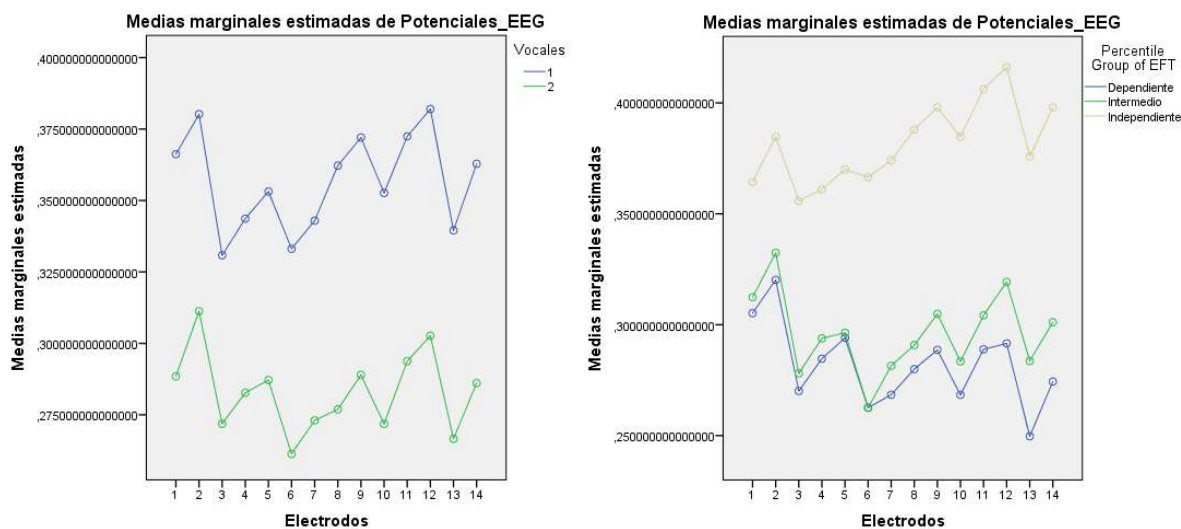 Medias marginales estimadas de Potenciales_EEG
Vocales
1
2
,400000000000000
,375000000000000
,350000000000000
,325000000000000
,300000000000000
,275000000000000
Medias marginales estimadas
1 2 3 4 5 6 7 8 9 10 11 12 13 14
Electrodos
Medias marginales estimadas de Potenciales_EEG
Percentile
Group of EFT
Dependiente
Intermedio
Independiente
,400000000000000
,350000000000000
,300000000000000
,250000000000000
Medias marginales estimadas
1 2 3 4 5 6 7 8 9 10 11 12 13 14
Electrodos